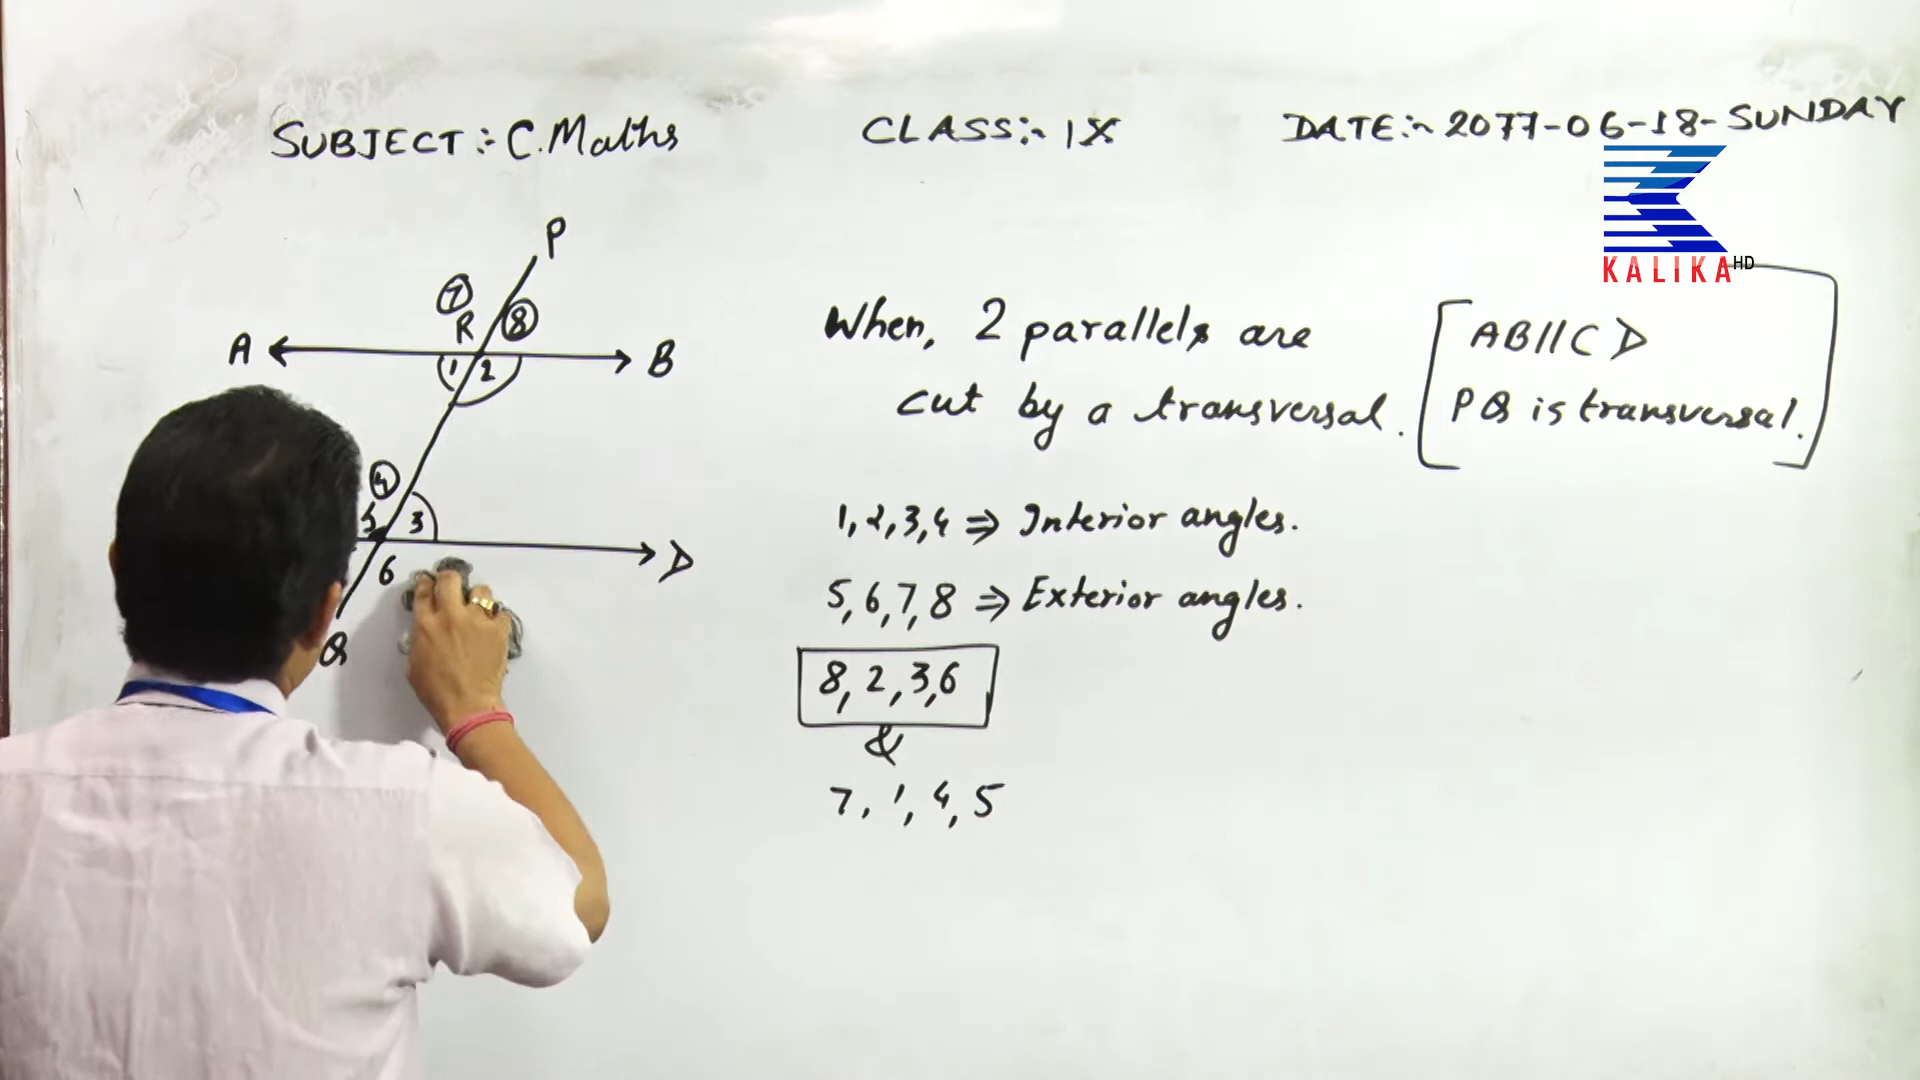 SUBJECT :- C.Maths
CLASS:- IX
DATE:- 2077-06-18-SUNDAY
KALIKA HD
P
7
R
8
A
B
1
2
4
3
D
6
Q
When, 2 parallels are
cut by a transversal.
AB//CD
PQ is transversal.
1, 2, 3, 4 ⇒ Interior angles.
5, 6, 7, 8 ⇒ Exterior angles.
8, 2, 3, 6
&
7, 1, 4, 5